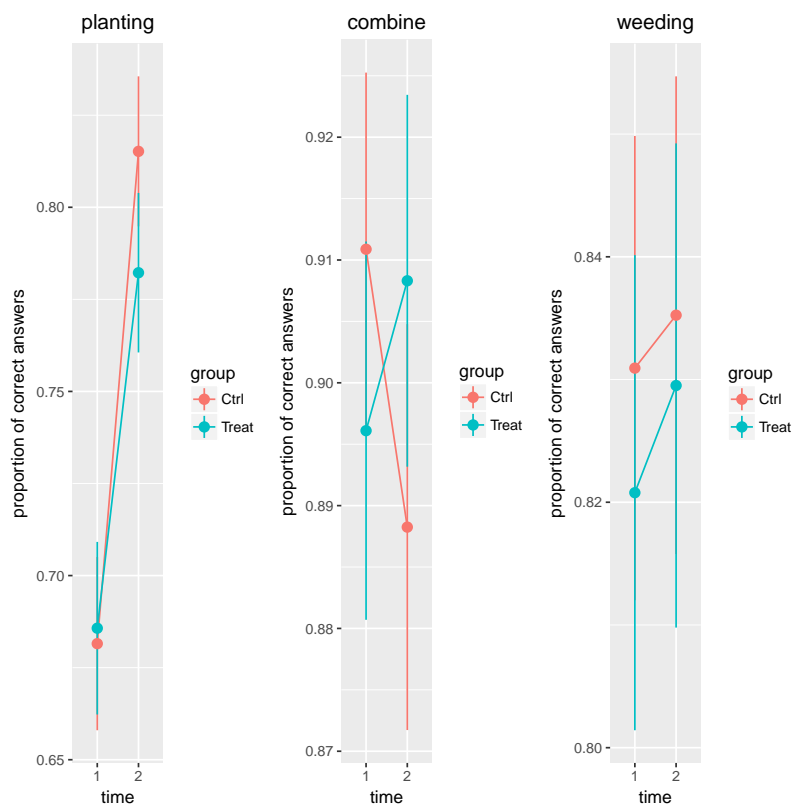 planting
proportion of correct answers
0.80
0.75
0.70
0.65
1 2
time
group
Ctrl
Treat
combine
proportion of correct answers
0.92
0.91
0.90
0.89
0.88
0.87
1 2
time
group
Ctrl
Treat
weeding
proportion of correct answers
0.84
0.82
0.80
1 2
time
group
Ctrl
Treat